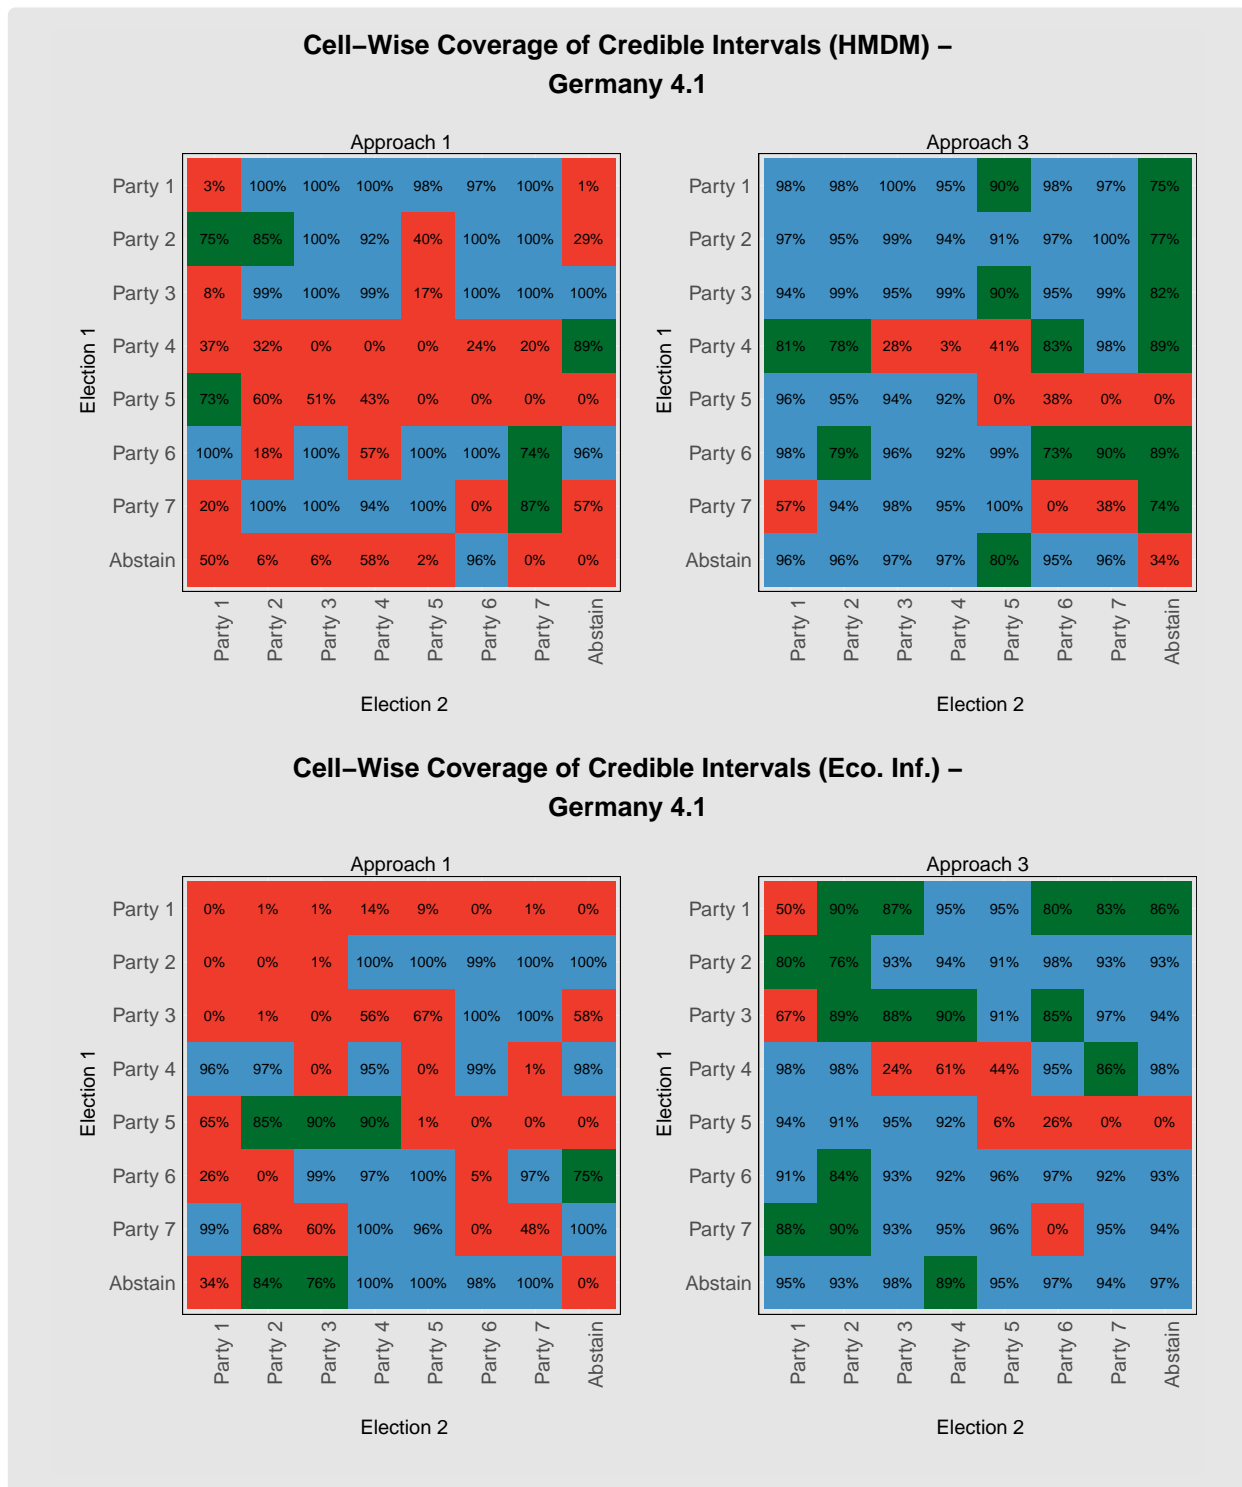 Cell−Wise Coverage of Credible Intervals (HMDM) −
Germany 4.1
Approach 1
Election 1
Party 1 3% 100% 100% 100% 98% 97% 100% 1%
Party 2 75% 85% 100% 92% 40% 100% 100% 29%
Party 3 8% 99% 100% 99% 17% 100% 100% 100%
Party 4 37% 32% 0% 0% 0% 24% 20% 89%
Party 5 73% 60% 51% 43% 0% 0% 0% 0%
Party 6 100% 18% 100% 57% 100% 100% 74% 96%
Party 7 20% 100% 100% 94% 100% 0% 87% 57%
Abstain 50% 6% 6% 58% 2% 96% 0% 0%
Party 1 Party 2 Party 3 Party 4 Party 5 Party 6 Party 7 Abstain
Election 2
Approach 3
Election 1
Party 1 98% 98% 100% 95% 90% 98% 97% 75%
Party 2 97% 95% 99% 94% 91% 97% 100% 77%
Party 3 94% 99% 95% 99% 90% 95% 99% 82%
Party 4 81% 78% 28% 3% 41% 83% 98% 89%
Party 5 96% 95% 94% 92% 0% 38% 0% 0%
Party 6 98% 79% 96% 92% 99% 73% 90% 89%
Party 7 57% 94% 98% 95% 100% 0% 38% 74%
Abstain 96% 96% 97% 97% 80% 95% 96% 34%
Party 1 Party 2 Party 3 Party 4 Party 5 Party 6 Party 7 Abstain
Election 2
Cell−Wise Coverage of Credible Intervals (Eco. Inf.) −
Germany 4.1
Approach 1
Election 1
Party 1 0% 1% 1% 14% 9% 0% 1% 0%
Party 2 0% 0% 1% 100% 100% 99% 100% 100%
Party 3 0% 1% 0% 56% 67% 100% 100% 58%
Party 4 96% 97% 0% 95% 0% 99% 1% 98%
Party 5 65% 85% 90% 90% 1% 0% 0% 0%
Party 6 26% 0% 99% 97% 100% 5% 97% 75%
Party 7 99% 68% 60% 100% 96% 0% 48% 100%
Abstain 34% 84% 76% 100% 100% 98% 100% 0%
Party 1 Party 2 Party 3 Party 4 Party 5 Party 6 Party 7 Abstain
Election 2
Approach 3
Election 1
Party 1 50% 90% 87% 95% 95% 80% 83% 86%
Party 2 80% 76% 93% 94% 91% 98% 93% 93%
Party 3 67% 89% 88% 90% 91% 85% 97% 94%
Party 4 98% 98% 24% 61% 44% 95% 86% 98%
Party 5 94% 91% 95% 92% 6% 26% 0% 0%
Party 6 91% 84% 93% 92% 96% 97% 92% 93%
Party 7 88% 90% 93% 95% 96% 0% 95% 94%
Abstain 95% 93% 98% 89% 95% 97% 94% 97%
Party 1 Party 2 Party 3 Party 4 Party 5 Party 6 Party 7 Abstain
Election 2